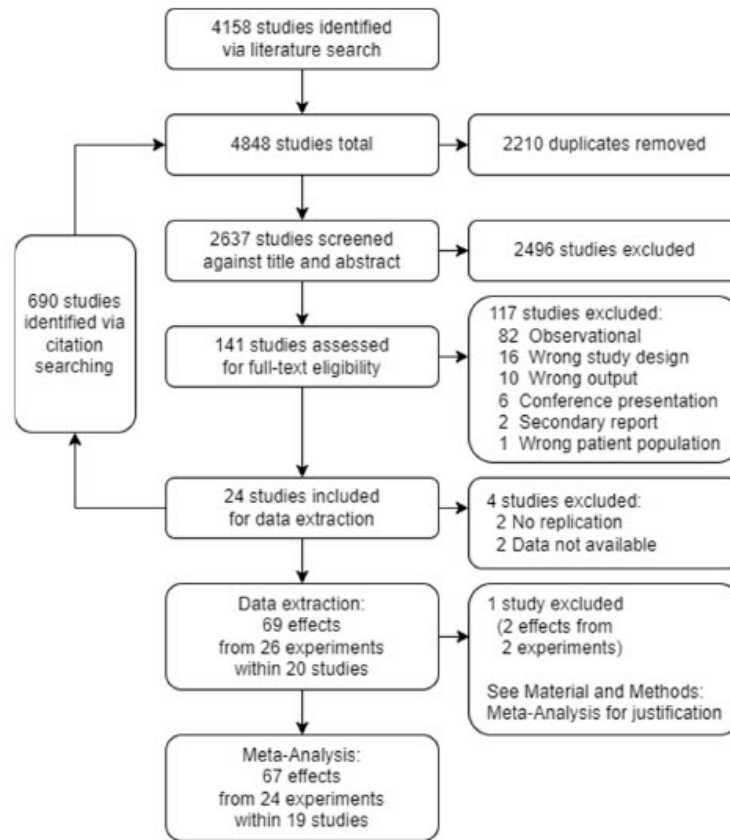 4158 studies identified
via literature search
4848 studies total
2210 duplicates removed
2637 studies screened
against title and abstract
2496 studies excluded
690 studies
identified via
citation
searching
141 studies assessed
for full-text eligibility
117 studies excluded:
82 Observational
16 Wrong study design
10 Wrong output
6 Conference presentation
2 Secondary report
1 Wrong patient population
24 studies included
for data extraction
4 studies excluded:
2 No replication
2 Data not available
Data extraction:
69 effects
from 26 experiments
within 20 studies
1 study excluded
(2 effects from
2 experiments)
See Material and Methods:
Meta-Analysis for justification
Meta-Analysis:
67 effects
from 24 experiments
within 19 studies